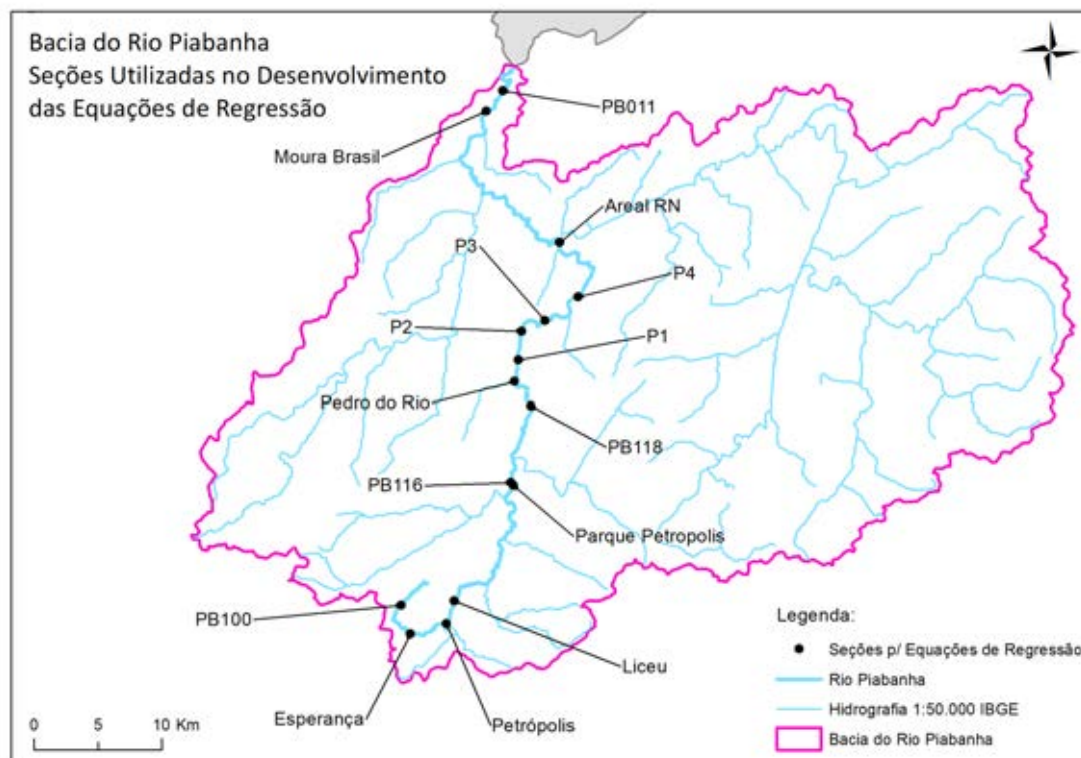 Bacia do Rio Piabanha
Seções Utilizadas no Desenvolvimento
das Equações de Regressão
PB011
Moura Brasil
Areal RN
P3
P4
P2
P1
Pedro do Rio
PB118
PB116
Parque Petropolis
PB100
Liceu
Esperança
Petrópolis
Legenda:
Seções p/ Equações de Regressão
Rio Piabanha
Hidrografia 1:50.000 IBGE
Bacia do Rio Piabanha
0 5 10 Km